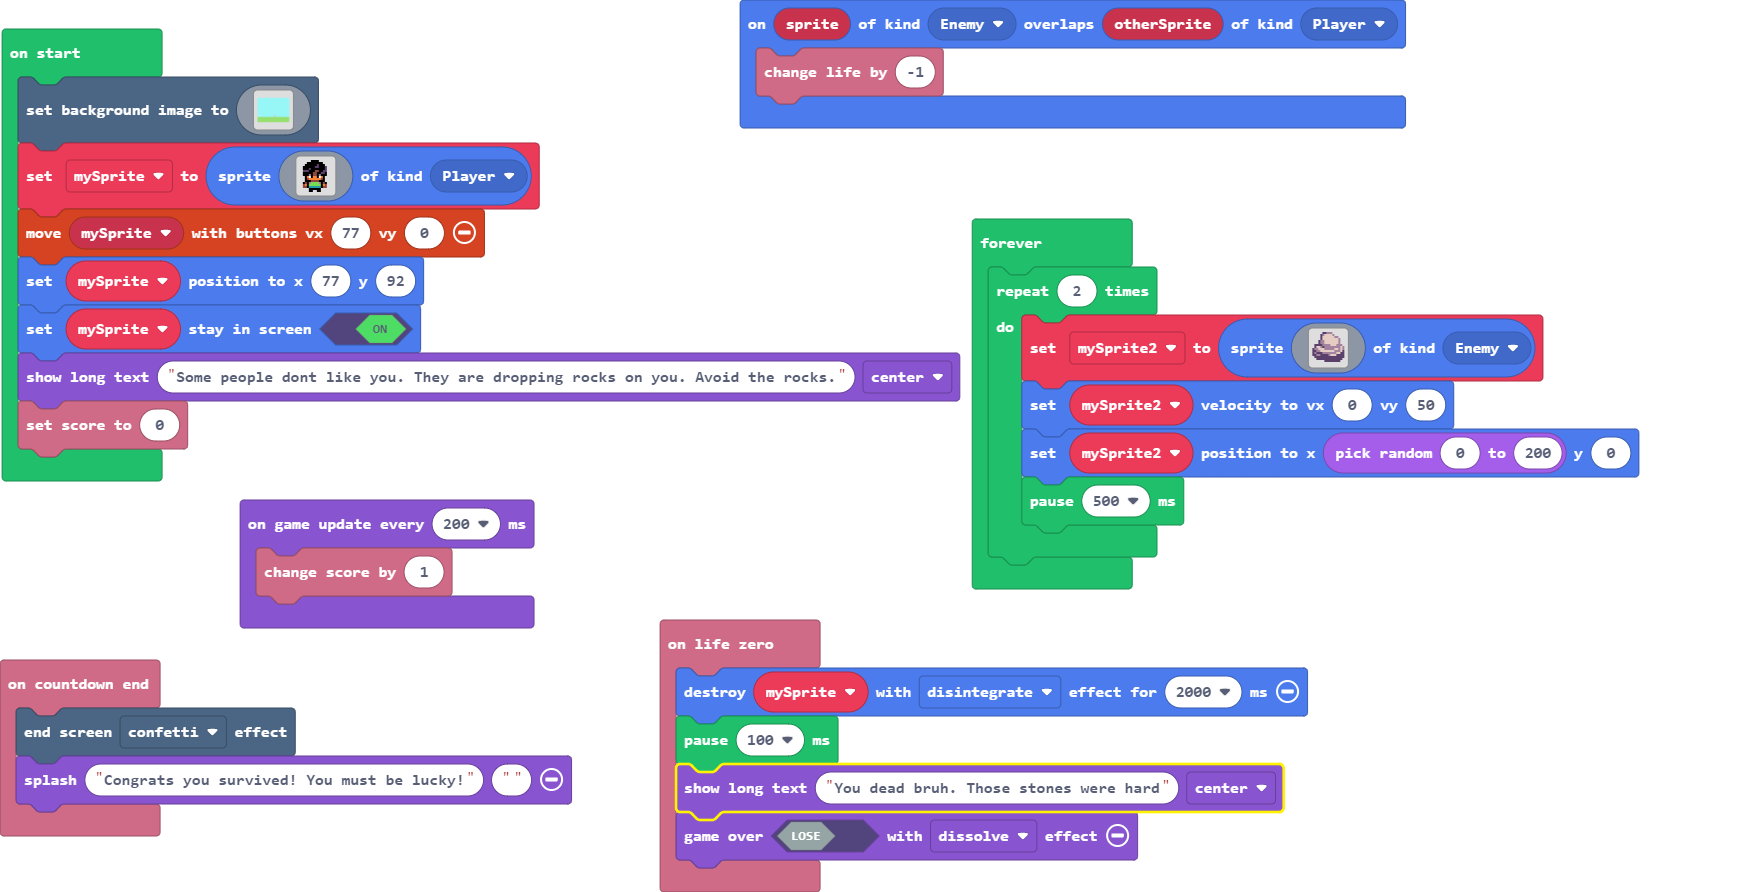 on start
set background image to
set mySprite to sprite of kind Player
move mySprite with buttons vx 77 vy 0
set mySprite position to x 77 y 92
set mySprite stay in screen ON
show long text "Some people dont like you. They are dropping rocks on you. Avoid the rocks." center
set score to 0
on sprite of kind Enemy overlaps otherSprite of kind Player
change life by -1
forever
repeat 2 times
do
set mySprite2 to sprite of kind Enemy
set mySprite2 velocity to vx 0 vy 50
set mySprite2 position to x pick random 0 to 200 y 0
pause 500 ms
on game update every 200 ms
change score by 1
on countdown end
end screen confetti effect
splash "Congrats you survived! You must be lucky!" ""
on life zero
destroy mySprite with disintegrate effect for 2000 ms
pause 100 ms
show long text "You dead bruh. Those stones were hard" center
game over LOSE with dissolve effect